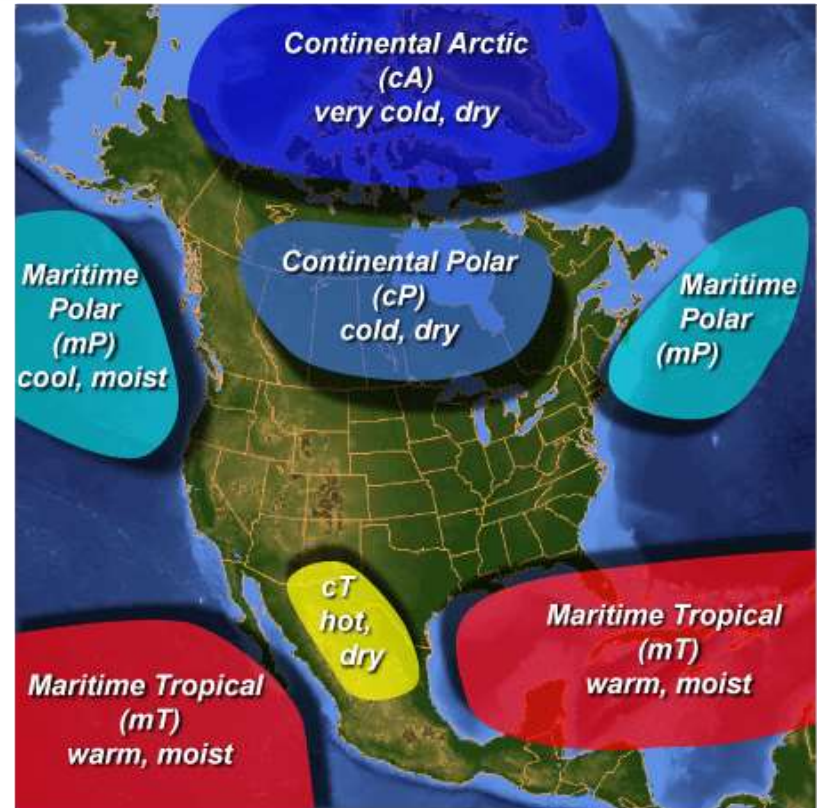 Continental Arctic
(cA)
very cold, dry
Continental Polar
(cP)
cold, dry
Maritime
Polar
(mP)
cool, moist
Maritime
Polar
(mP)
cT
hot,
dry
Maritime Tropical
(mT)
warm, moist
Maritime Tropical
(mT)
warm, moist